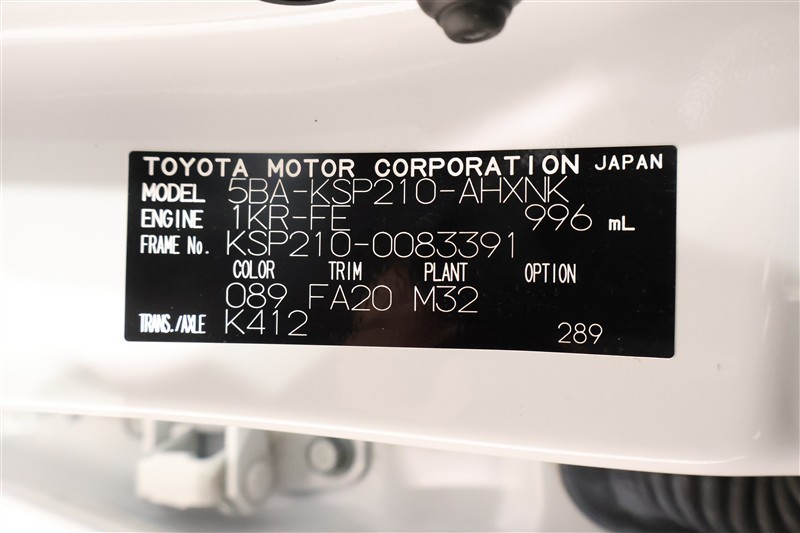 TOYOTA MOTOR CORPORATION JAPAN
MODEL 5BA-KSP210-AHXNK
ENGINE 1KR-FE 996 mL
FRAME No. KSP210-0083391
COLOR TRIM PLANT OPTION
089 FA20 M32
TRANS./AXLE K412 289